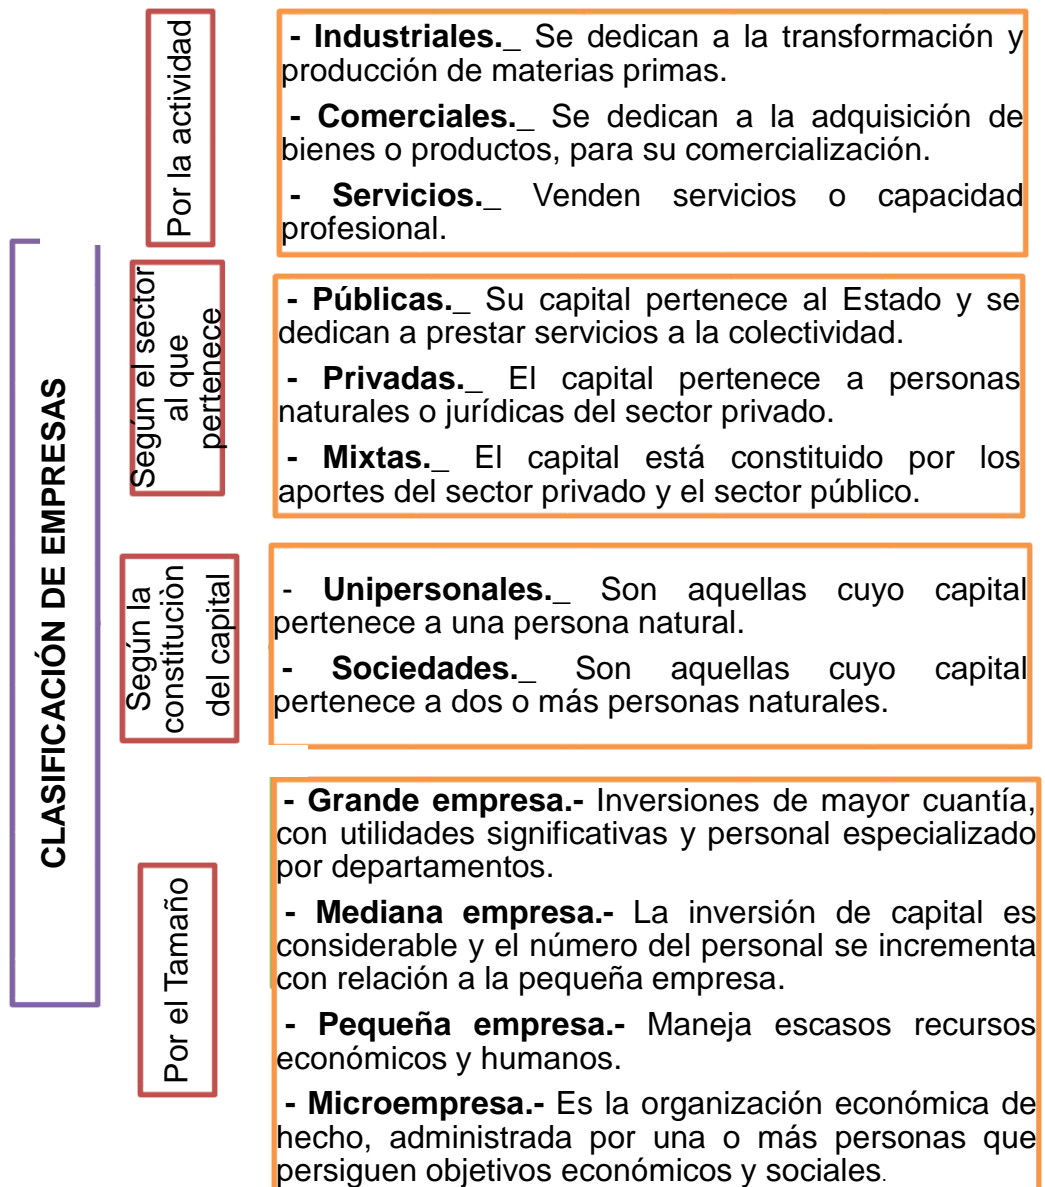 CLASIFICACIÓN DE EMPRESAS
Por la actividad
- Industriales._ Se dedican a la transformación y
producción de materias primas.
- Comerciales._ Se dedican a la adquisición de
bienes o productos, para su comercialización.
- Servicios._ Venden servicios o capacidad
profesional.
Según el sector
al que
pertenece
- Públicas._ Su capital pertenece al Estado y se
dedican a prestar servicios a la colectividad.
- Privadas._ El capital pertenece a personas
naturales o jurídicas del sector privado.
- Mixtas._ El capital está constituido por los
aportes del sector privado y el sector público.
Según la
constituciòn
del capital
- Unipersonales._ Son aquellas cuyo capital
pertenece a una persona natural.
- Sociedades._ Son aquellas cuyo capital
pertenece a dos o más personas naturales.
Por el Tamaño
- Grande empresa.- Inversiones de mayor cuantía,
con utilidades significativas y personal especializado
por departamentos.
- Mediana empresa.- La inversión de capital es
considerable y el número del personal se incrementa
con relación a la pequeña empresa.
- Pequeña empresa.- Maneja escasos recursos
económicos y humanos.
- Microempresa.- Es la organización económica de
hecho, administrada por una o más personas que
persiguen objetivos económicos y sociales.